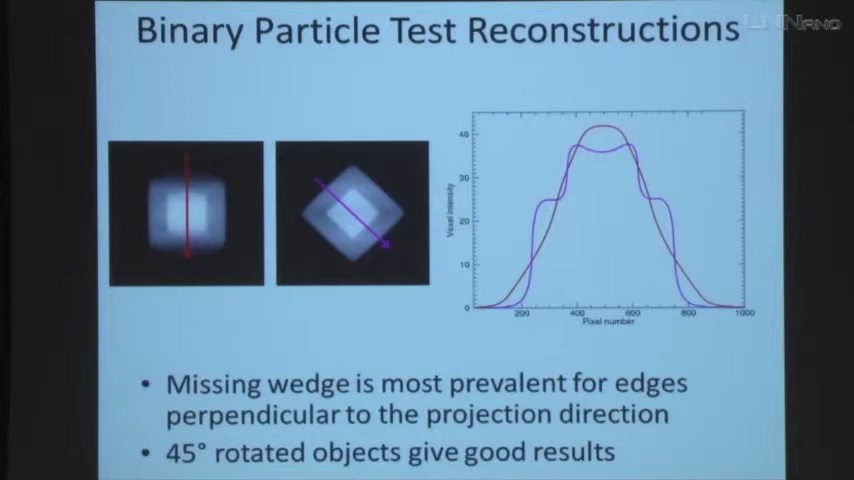 LNNano
Binary Particle Test Reconstructions
40
30
20
10
0
Voxel intensity
200 400 600 800 1000
Pixel number
• Missing wedge is most prevalent for edges
perpendicular to the projection direction
• 45° rotated objects give good results